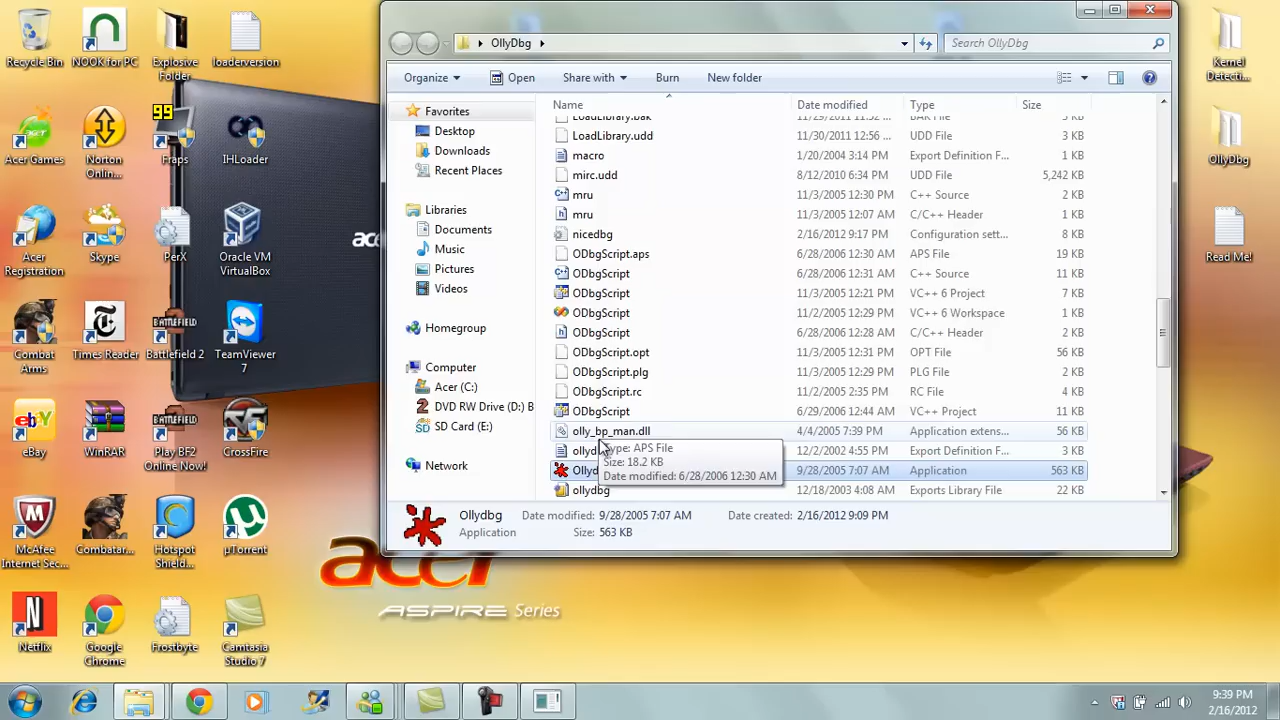 Recycle Bin
NOOK for PC
Explosive Folder
loaderversion
OllyDbg
Search OllyDbg
Organize
Open
Share with
Burn
New folder
Name
Date modified
Type
Size
Favorites
Desktop
Downloads
Recent Places
Libraries
Documents
Music
Pictures
Videos
Homegroup
Computer
Acer (C:)
DVD RW Drive (D:) B
SD Card (E:)
Network
LoadLibrary.bak 11/29/2011 11:52 ... BAK File 3 KB
LoadLibrary.udd 11/30/2011 12:56 ... UDD File 3 KB
macro 1/20/2004 3:14 PM Export Definition F... 1 KB
mirc.udd 8/12/2010 6:34 PM UDD File 5,242 KB
mru 11/3/2005 12:30 PM C++ Source 2 KB
mru 11/3/2005 12:07 AM C/C++ Header 2 KB
nicedbg 2/16/2012 9:17 PM Configuration sett... 8 KB
ODbgScript.aps 6/28/2006 12:30 AM APS File 19 KB
ODbgScript 6/28/2006 12:31 AM C++ Source 11 KB
ODbgScript 11/3/2005 12:21 PM VC++ 6 Project 7 KB
ODbgScript 11/2/2005 12:29 PM VC++ 6 Workspace 1 KB
ODbgScript 6/28/2006 12:28 AM C/C++ Header 2 KB
ODbgScript.opt 11/3/2005 12:31 PM OPT File 56 KB
ODbgScript.plg 11/3/2005 12:29 PM PLG File 2 KB
ODbgScript.rc 11/2/2005 2:35 PM RC File 4 KB
ODbgScript 6/29/2006 12:44 AM VC++ Project 11 KB
olly_bp_man.dll 4/4/2005 7:39 PM Application extens... 56 KB
12/2/2002 4:55 PM Export Definition F... 3 KB
9/28/2005 7:07 AM Application 563 KB
ollydbg 12/18/2003 4:08 AM Exports Library File 22 KB
Type: APS File
Size: 18.2 KB
Date modified: 6/28/2006 12:30 AM
Ollydbg Date modified: 9/28/2005 7:07 AM Date created: 2/16/2012 9:09 PM
Application Size: 563 KB
99
Acer Games
Norton Online...
Fraps
IHLoader
Acer Registration
Skype
PerX
Oracle VM VirtualBox
Combat Arms
Times Reader
BATTLEFIELD 2
Battlefield 2
TeamViewer 7
eBay
WinRAR
BATTLEFIELD 2
Play BF2 Online Now!
CrossFire
McAfee Internet Sec...
Combatar...
Hotspot Shield...
µTorrent
Netflix
Google Chrome
Frostbyte
Camtasia Studio 7
Kernel Detecti...
OllyDbg
Read Me!
acer
ASPIRE Series
9:39 PM
2/16/2012